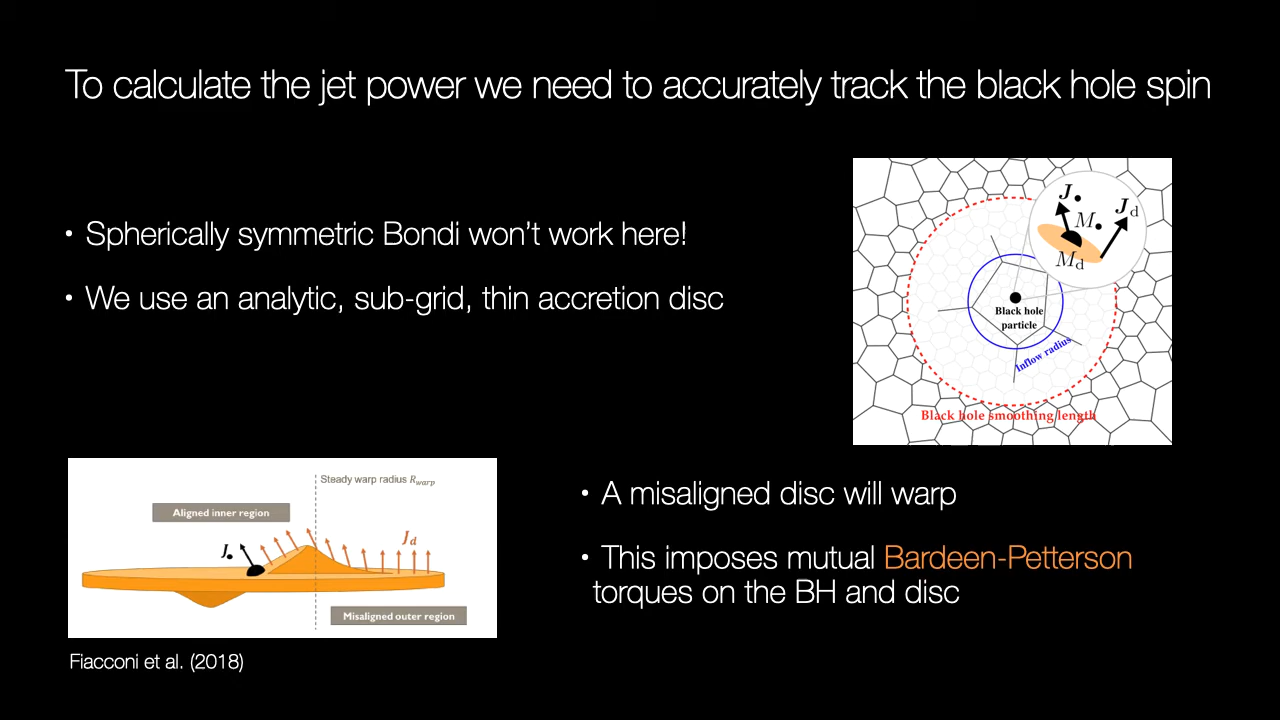 To calculate the jet power we need to accurately track the black hole spin
• Spherically symmetric Bondi won't work here!
• We use an analytic, sub-grid, thin accretion disc
J•
Jd
M•
Md
Black hole
particle
Inflow radius
Black hole smoothing length
Steady warp radius Rwarp
Aligned inner region
J•
Jd
Misaligned outer region
Fiacconi et al. (2018)
• A misaligned disc will warp
• This imposes mutual Bardeen-Petterson
torques on the BH and disc